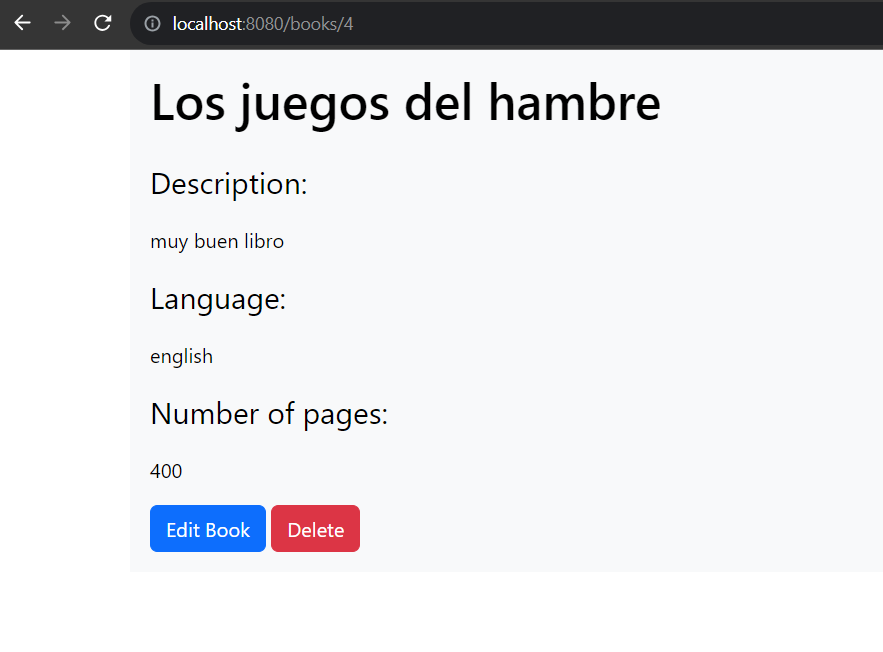 localhost:8080/books/4
Los juegos del hambre
Description:
muy buen libro
Language:
english
Number of pages:
400
Edit Book Delete